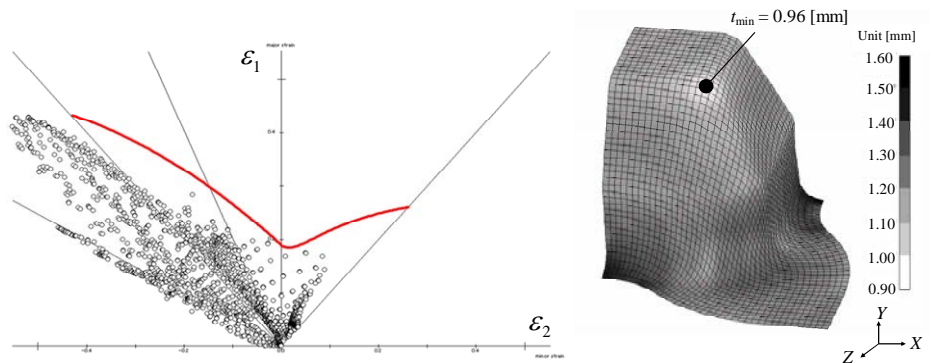 major strain
ε1
0.4
ε2
-0.4
-0.2
0.0
0.2
0.4
minor strain
tmin = 0.96 [mm]
Unit [mm]
1.60
1.50
1.40
1.30
1.20
1.10
1.00
0.90
Y
X
Z